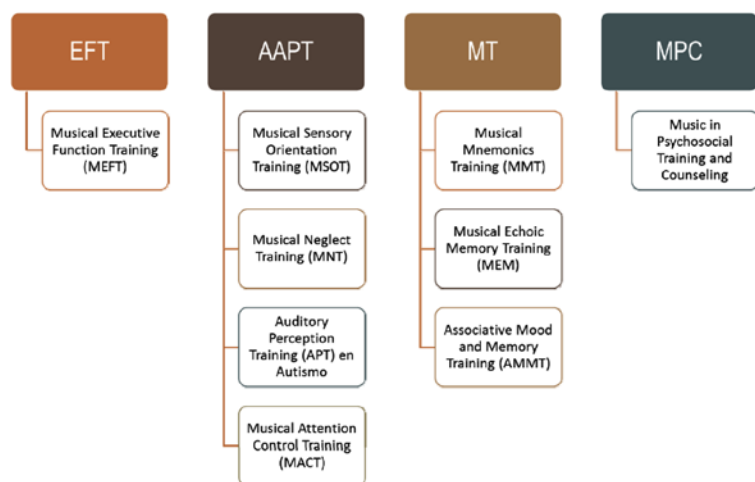 EFT
Musical Executive
Function Training
(MEFT)
AAPT
Musical Sensory
Orientation
Training (MSOT)
Musical Neglect
Training (MNT)
Auditory
Perception
Training (APT) en
Autismo
Musical Attention
Control Training
(MACT)
MT
Musical
Mnemonics
Training (MMT)
Musical Echoic
Memory Training
(MEM)
Associative Mood
and Memory
Training (AMMT)
MPC
Music in
Psychosocial
Training and
Counseling